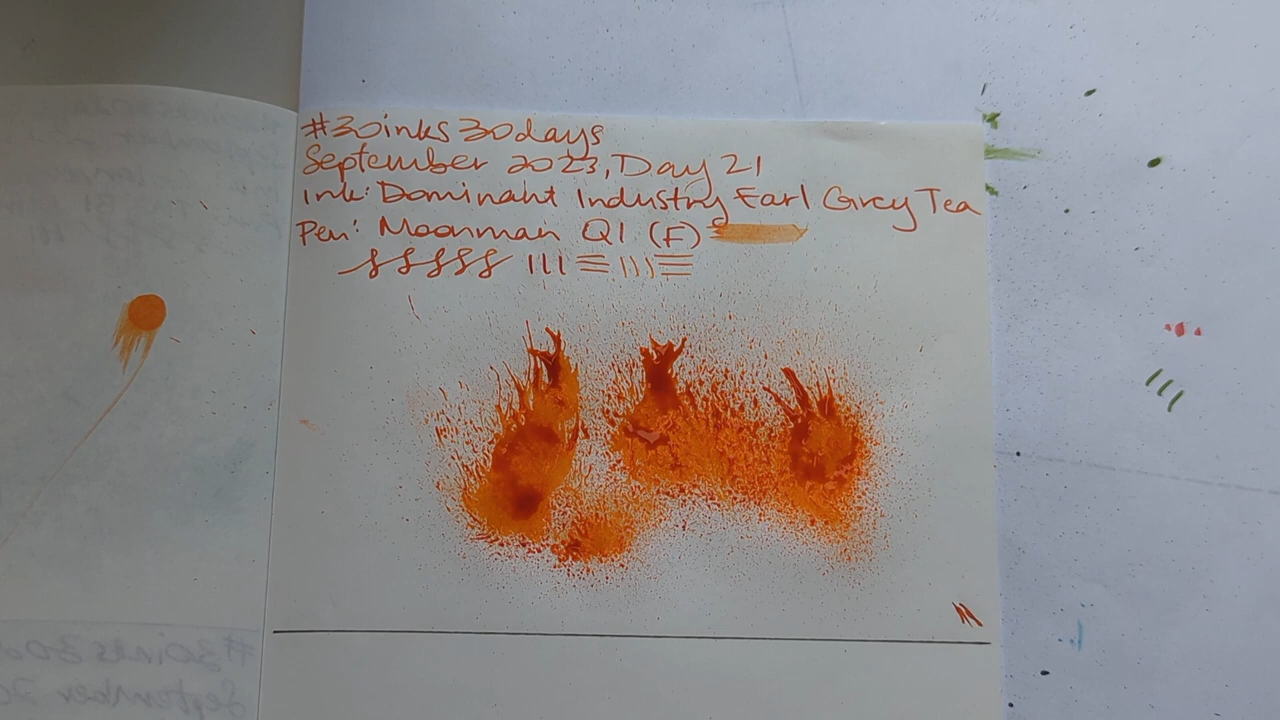 #30inks30days
September 2023, Day 21
Ink: Dominant Industry Earl Grey Tea
Pen: Moonman Q1 (F)